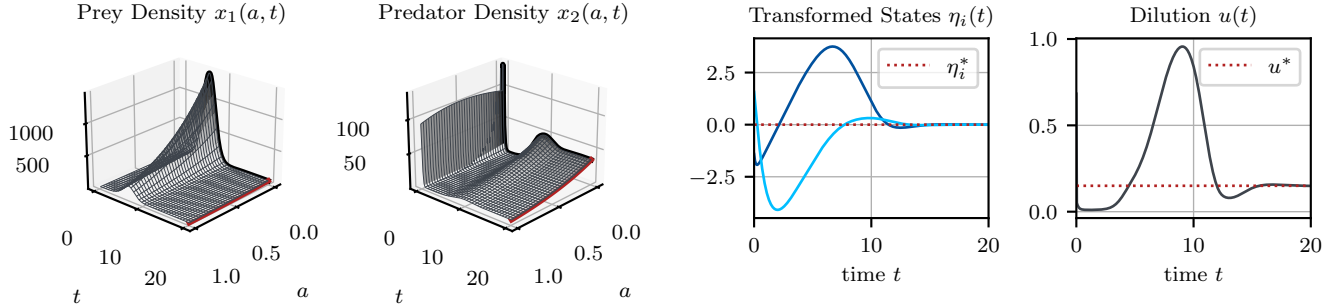 Prey Density x₁(a, t)
1000
500
0
10
20
t
0.0
0.5
1.0
a
Predator Density x₂(a, t)
100
50
0
10
20
t
0.0
0.5
1.0
a
Transformed States ηᵢ(t)
ηᵢ*
2.5
0.0
−2.5
0
10
20
time t
Dilution u(t)
u*
1.0
0.5
0.0
0
10
20
time t